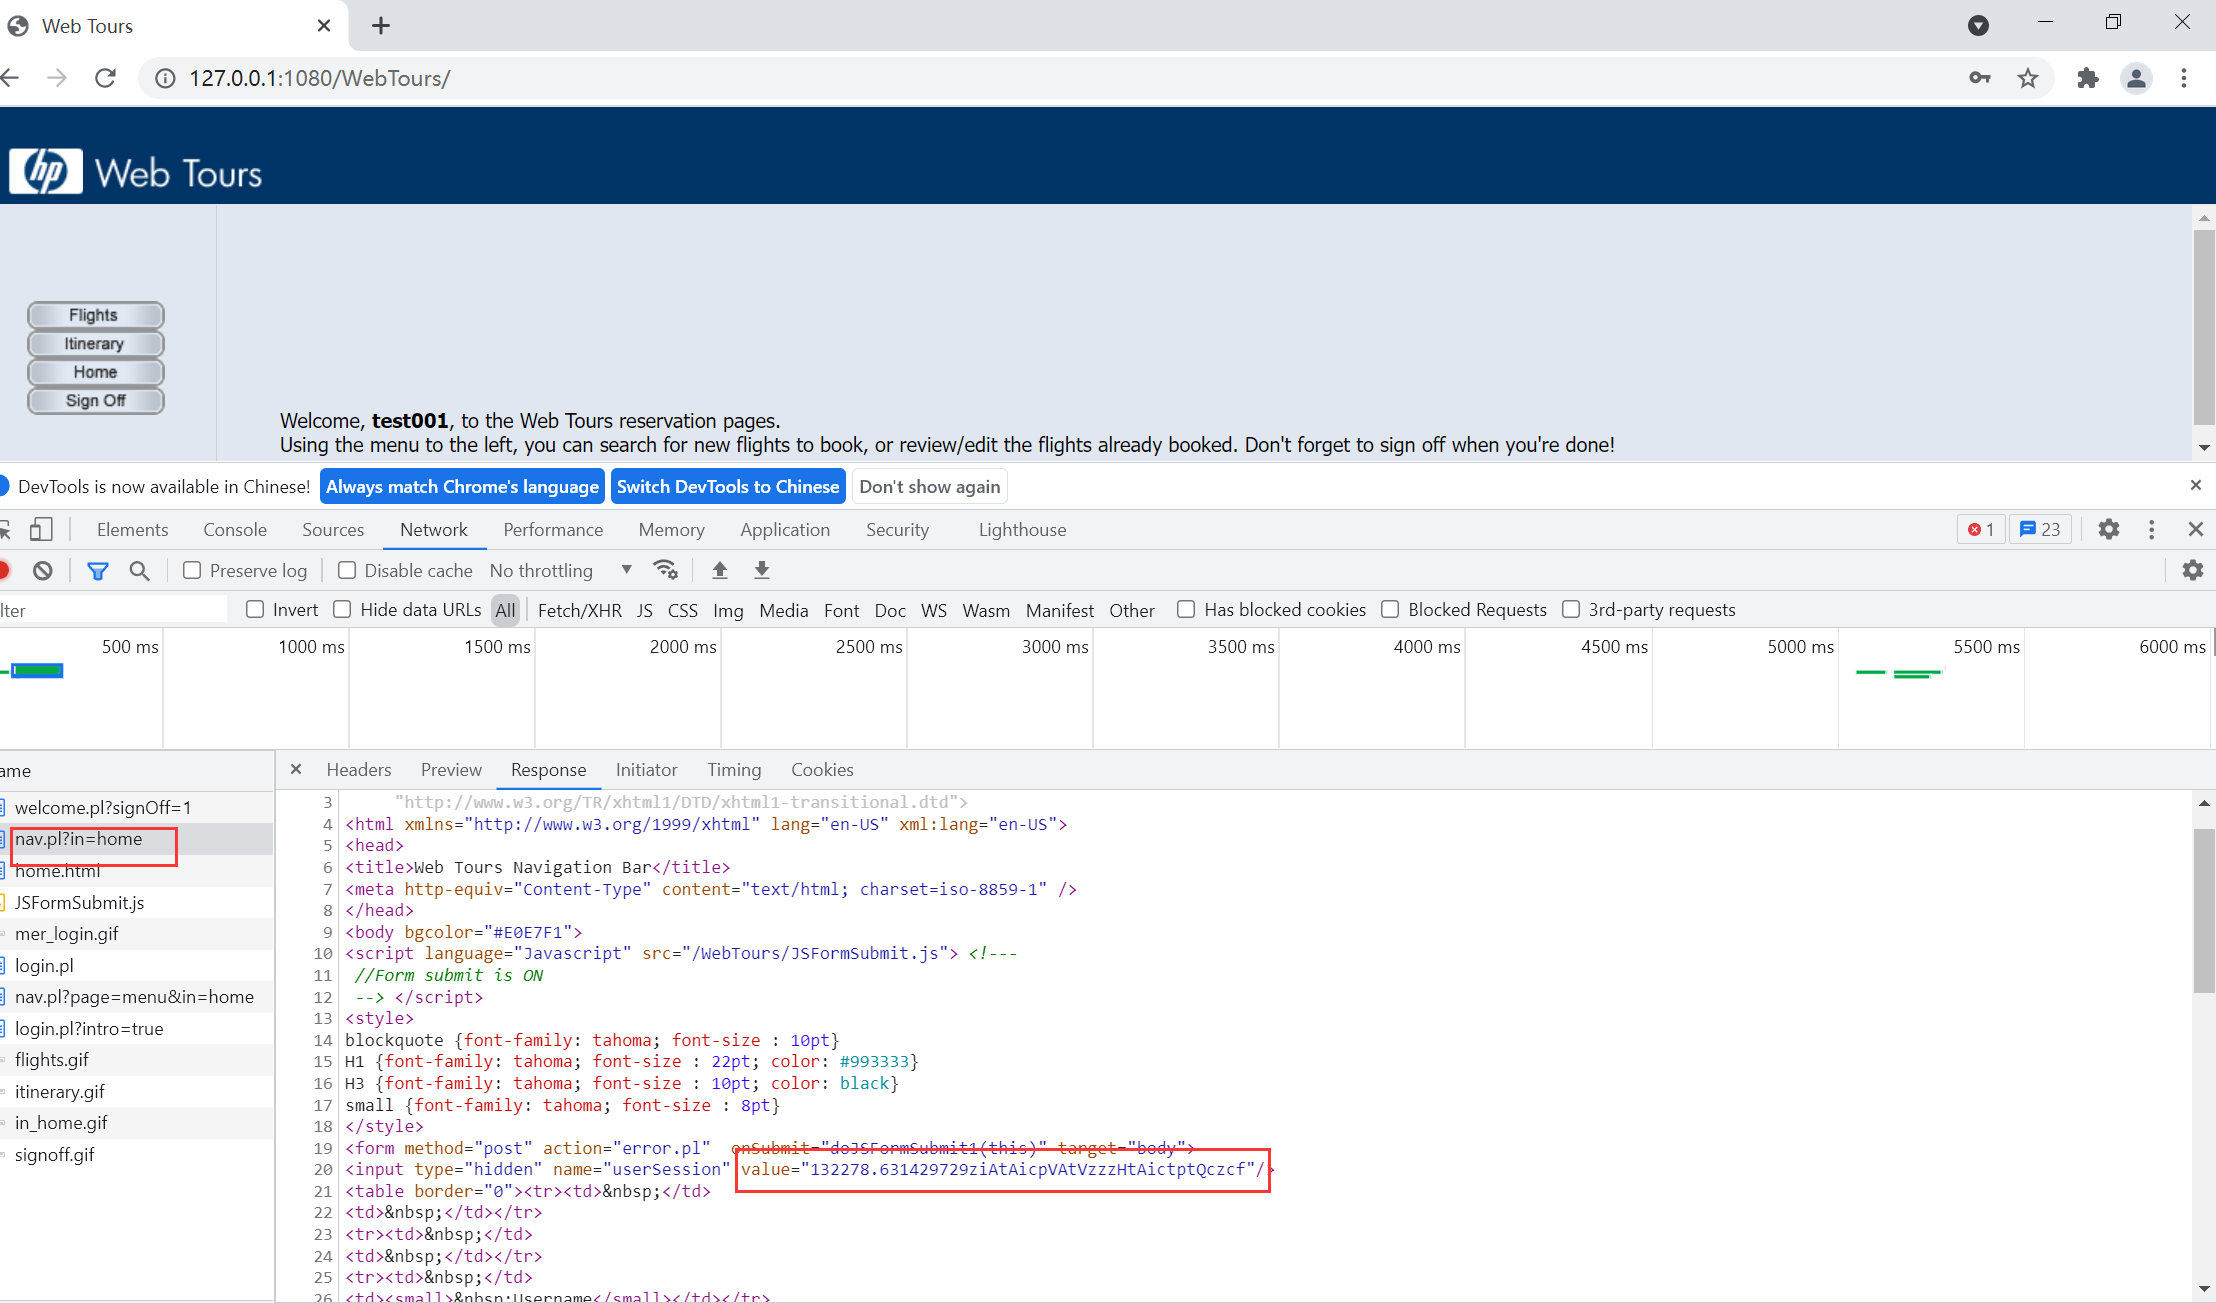 Web Tours
127.0.0.1:1080/WebTours/
hp Web Tours
Flights
Itinerary
Home
Sign Off
Welcome, test001, to the Web Tours reservation pages.
Using the menu to the left, you can search for new flights to book, or review/edit the flights already booked. Don't forget to sign off when you're done!
DevTools is now available in Chinese! Always match Chrome's language Switch DevTools to Chinese Don't show again
Elements Console Sources Network Performance Memory Application Security Lighthouse 1 23
Preserve log Disable cache No throttling
lter Invert Hide data URLs All Fetch/XHR JS CSS Img Media Font Doc WS Wasm Manifest Other Has blocked cookies Blocked Requests 3rd-party requests
500 ms 1000 ms 1500 ms 2000 ms 2500 ms 3000 ms 3500 ms 4000 ms 4500 ms 5000 ms 5500 ms 6000 ms
ame
welcome.pl?signOff=1
nav.pl?in=home
home.html
JSFormSubmit.js
mer_login.gif
login.pl
nav.pl?page=menu&in=home
login.pl?intro=true
flights.gif
itinerary.gif
in_home.gif
signoff.gif
Headers Preview Response Initiator Timing Cookies
3 "http://www.w3.org/TR/xhtml1/DTD/xhtml1-transitional.dtd">
4 <html xmlns="http://www.w3.org/1999/xhtml" lang="en-US" xml:lang="en-US">
5 <head>
6 <title>Web Tours Navigation Bar</title>
7 <meta http-equiv="Content-Type" content="text/html; charset=iso-8859-1" />
8 </head>
9 <body bgcolor="#E0E7F1">
10 <script language="Javascript" src="/WebTours/JSFormSubmit.js"> <!---
11 //Form submit is ON
12 --> </script>
13 <style>
14 blockquote {font-family: tahoma; font-size : 10pt}
15 H1 {font-family: tahoma; font-size : 22pt; color: #993333}
16 H3 {font-family: tahoma; font-size : 10pt; color: black}
17 small {font-family: tahoma; font-size : 8pt}
18 </style>
19 <form method="post" action="error.pl" onSubmit="doJSFormSubmit1(this)" target="body">
20 <input type="hidden" name="userSession" value="132278.631429729ziAtAicpVAtVzzzHtAictptQczcf"/>
21 <table border="0"><tr><td>&nbsp;</td>
22 <td>&nbsp;</td></tr>
23 <tr><td>&nbsp;</td>
24 <td>&nbsp;</td></tr>
25 <tr><td>&nbsp;</td>
26 <td><small>&nbsp;Username</small></td></tr>